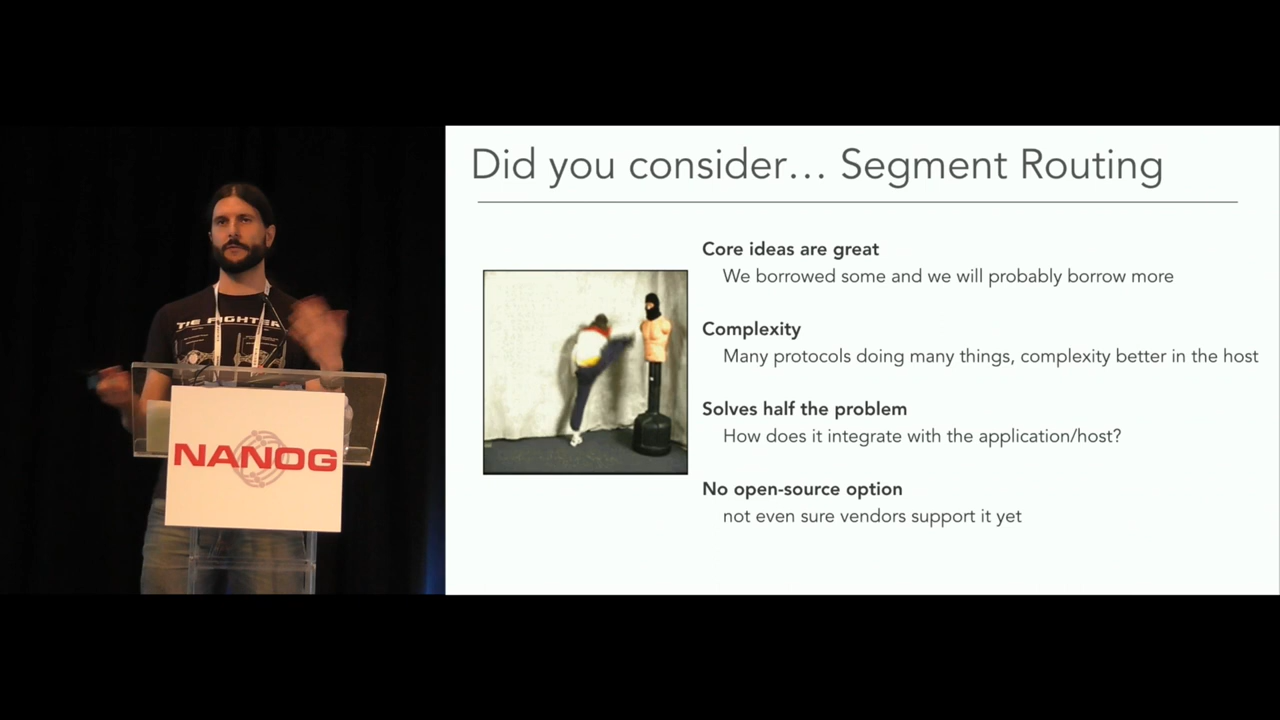 Did you consider... Segment Routing
Core ideas are great
We borrowed some and we will probably borrow more
Complexity
Many protocols doing many things, complexity better in the host
Solves half the problem
How does it integrate with the application/host?
No open-source option
not even sure vendors support it yet
TIE FIGHTER
NANOG